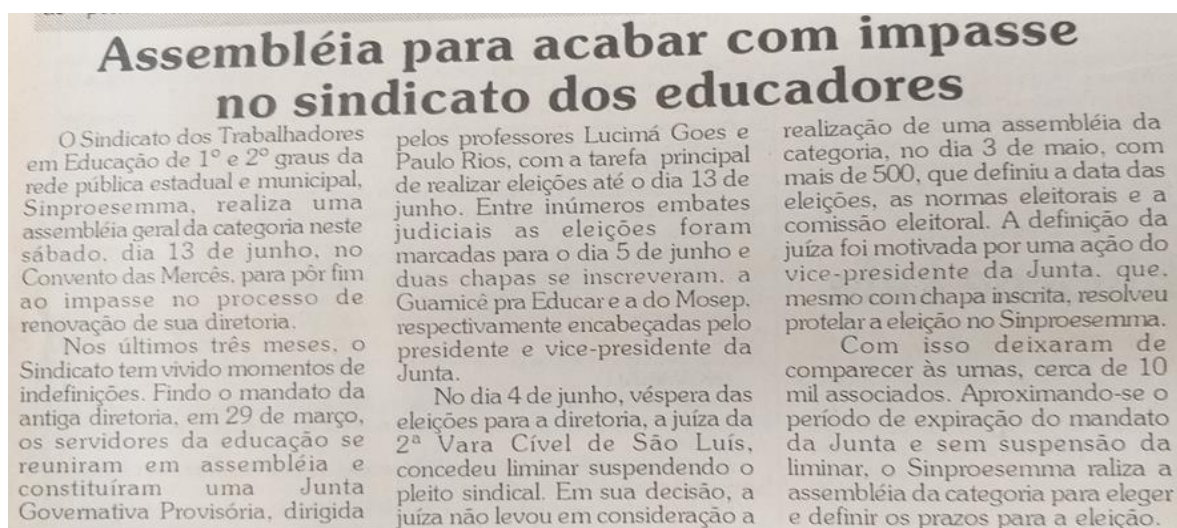 Assembléia para acabar com impasse
no sindicato dos educadores
O Sindicato dos Trabalhadores
em Educação de 1º e 2º graus da
rede pública estadual e municipal,
Sinproesemma, realiza uma
assembléia geral da categoria neste
sábado, dia 13 de junho, no
Convento das Mercês, para pôr fim
ao impasse no processo de
renovação de sua diretoria.
Nos últimos três meses, o
Sindicato tem vivido momentos de
indefinições. Findo o mandato da
antiga diretoria, em 29 de março,
os servidores da educação se
reuniram em assembléia e
constituíram uma Junta
Governativa Provisória, dirigida
pelos professores Lucimá Goes e
Paulo Rios, com a tarefa principal
de realizar eleições até o dia 13 de
junho. Entre inúmeros embates
judiciais as eleições foram
marcadas para o dia 5 de junho e
duas chapas se inscreveram, a
Guamicê pra Educar e a do Mosep,
respectivamente encabeçadas pelo
presidente e vice-presidente da
Junta.
No dia 4 de junho, véspera das
eleições para a diretoria, a juíza da
2ª Vara Cível de São Luís,
concedeu liminar suspendendo o
pleito sindical. Em sua decisão, a
juíza não levou em consideração a
realização de uma assembléia da
categoria, no dia 3 de maio, com
mais de 500, que definiu a data das
eleições, as normas eleitorais e a
comissão eleitoral. A definição da
juíza foi motivada por uma ação do
vice-presidente da Junta, que,
mesmo com chapa inscrita, resolveu
protelar a eleição no Sinproesemma.
Com isso deixaram de
comparecer às urnas, cerca de 10
mil associados. Aproximando-se o
período de expiração do mandato
da Junta e sem suspensão da
liminar, o Sinproesemma raliza a
assembléia da categoria para eleger
e definir os prazos para a eleição.